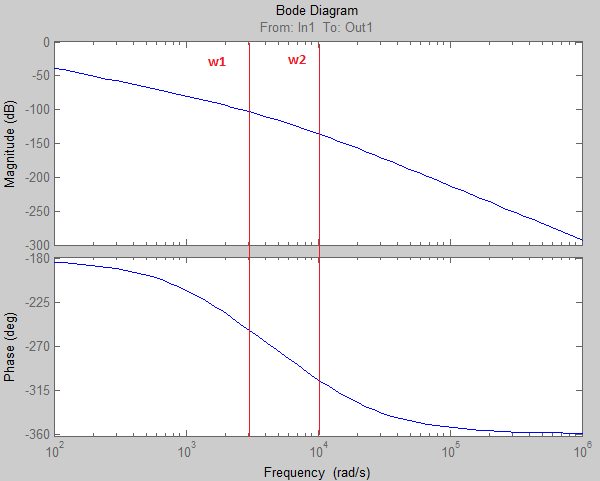 Bode Diagram
From: In1 To: Out1
w1
w2
Magnitude (dB)
0
-50
-100
-150
-200
-250
-300
Phase (deg)
-180
-225
-270
-315
-360
10^2
10^3
10^4
10^5
10^6
Frequency (rad/s)